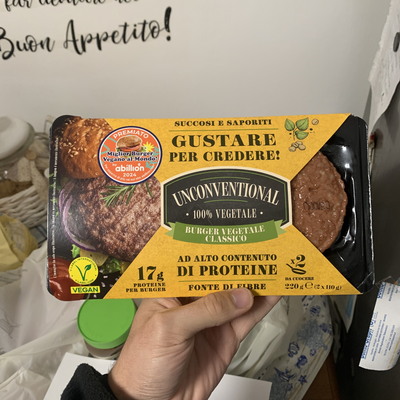 Buon Appetito!
SUCCOSI E SAPORITI
GUSTARE
PER CREDERE!
PREMIATO
Miglior Burger
Vegano al Mondo!
abillion
2024
UNCONVENTIONAL
• 100% VEGETALE •
BURGER VEGETALE
CLASSICO
AD ALTO CONTENUTO
DI PROTEINE
FONTE DI FIBRE
17g
PROTEINE
PER BURGER
VEGAN
2
DA CUOCERE
220 g e (2 x 110 g)